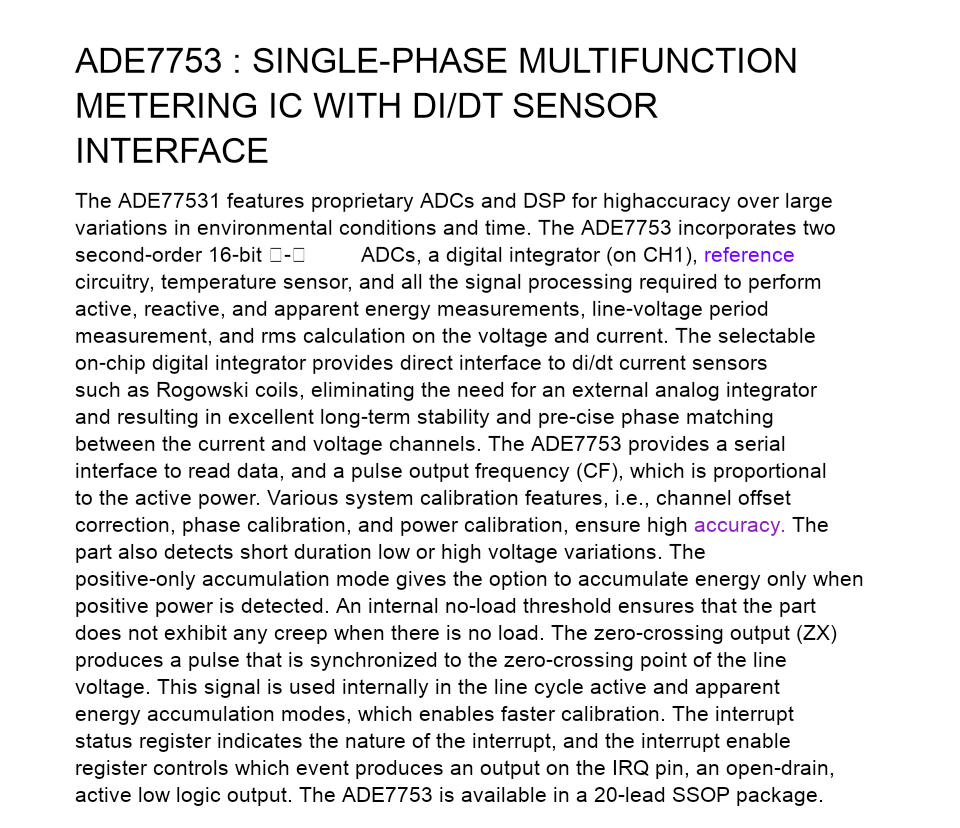 ADE7753 : SINGLE-PHASE MULTIFUNCTION
METERING IC WITH DI/DT SENSOR
INTERFACE
The ADE77531 features proprietary ADCs and DSP for highaccuracy over large
variations in environmental conditions and time. The ADE7753 incorporates two
second-order 16-bit □-□ ADCs, a digital integrator (on CH1), reference
circuitry, temperature sensor, and all the signal processing required to perform
active, reactive, and apparent energy measurements, line-voltage period
measurement, and rms calculation on the voltage and current. The selectable
on-chip digital integrator provides direct interface to di/dt current sensors
such as Rogowski coils, eliminating the need for an external analog integrator
and resulting in excellent long-term stability and pre-cise phase matching
between the current and voltage channels. The ADE7753 provides a serial
interface to read data, and a pulse output frequency (CF), which is proportional
to the active power. Various system calibration features, i.e., channel offset
correction, phase calibration, and power calibration, ensure high accuracy. The
part also detects short duration low or high voltage variations. The
positive-only accumulation mode gives the option to accumulate energy only when
positive power is detected. An internal no-load threshold ensures that the part
does not exhibit any creep when there is no load. The zero-crossing output (ZX)
produces a pulse that is synchronized to the zero-crossing point of the line
voltage. This signal is used internally in the line cycle active and apparent
energy accumulation modes, which enables faster calibration. The interrupt
status register indicates the nature of the interrupt, and the interrupt enable
register controls which event produces an output on the IRQ pin, an open-drain,
active low logic output. The ADE7753 is available in a 20-lead SSOP package.